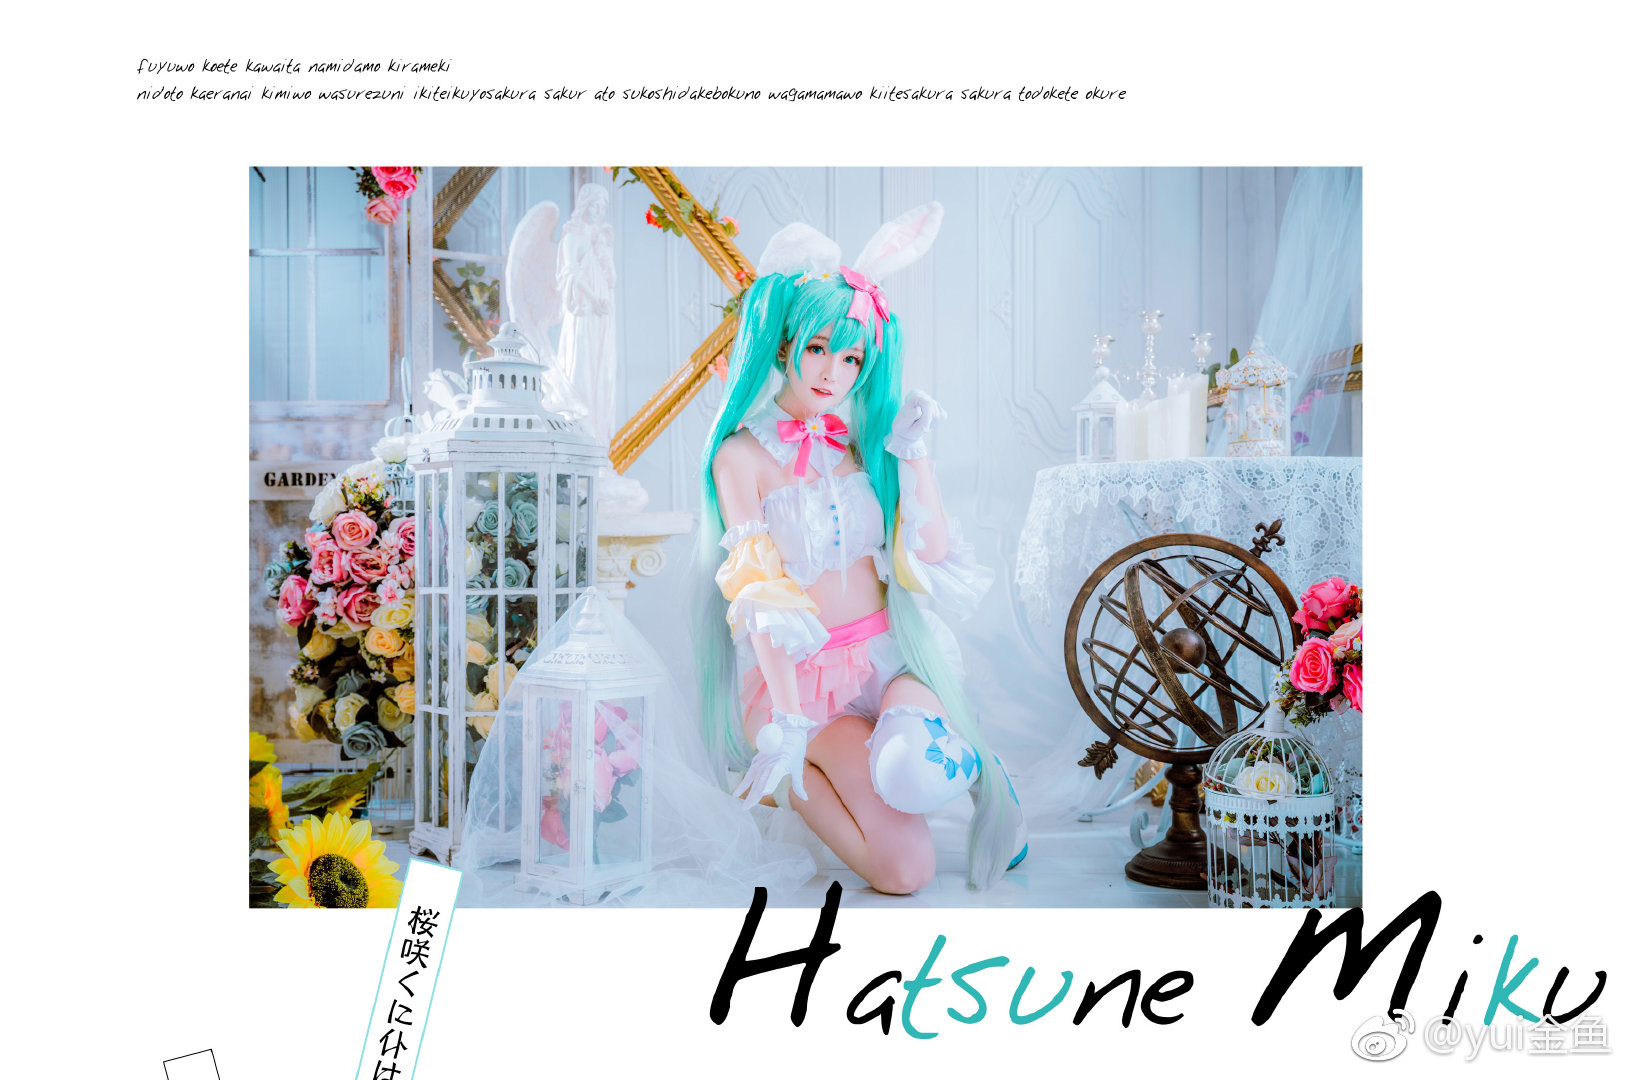 fuyuwo koete kawaita namidamo kirameki
nidoto kaeranai kimiwo wasurezuni ikiteikuyosakura sakur ato sukoshidakebokuno wagamamawo kiitesakura sakura todokete okure
GARDEN
桜咲くに仆は
Hatsune Miku
@yui金鱼